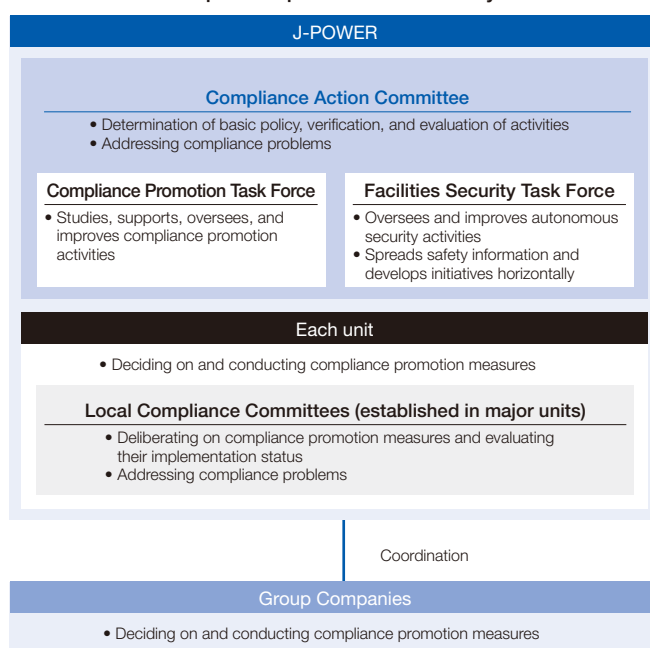 J-POWER
Compliance Action Committee
• Determination of basic policy, verification, and evaluation of activities
• Addressing compliance problems
Compliance Promotion Task Force
• Studies, supports, oversees, and
improves compliance promotion
activities
Facilities Security Task Force
• Oversees and improves autonomous
security activities
• Spreads safety information and
develops initiatives horizontally
Each unit
• Deciding on and conducting compliance promotion measures
Local Compliance Committees (established in major units)
• Deliberating on compliance promotion measures and evaluating
their implementation status
• Addressing compliance problems
Coordination
Group Companies
• Deciding on and conducting compliance promotion measures